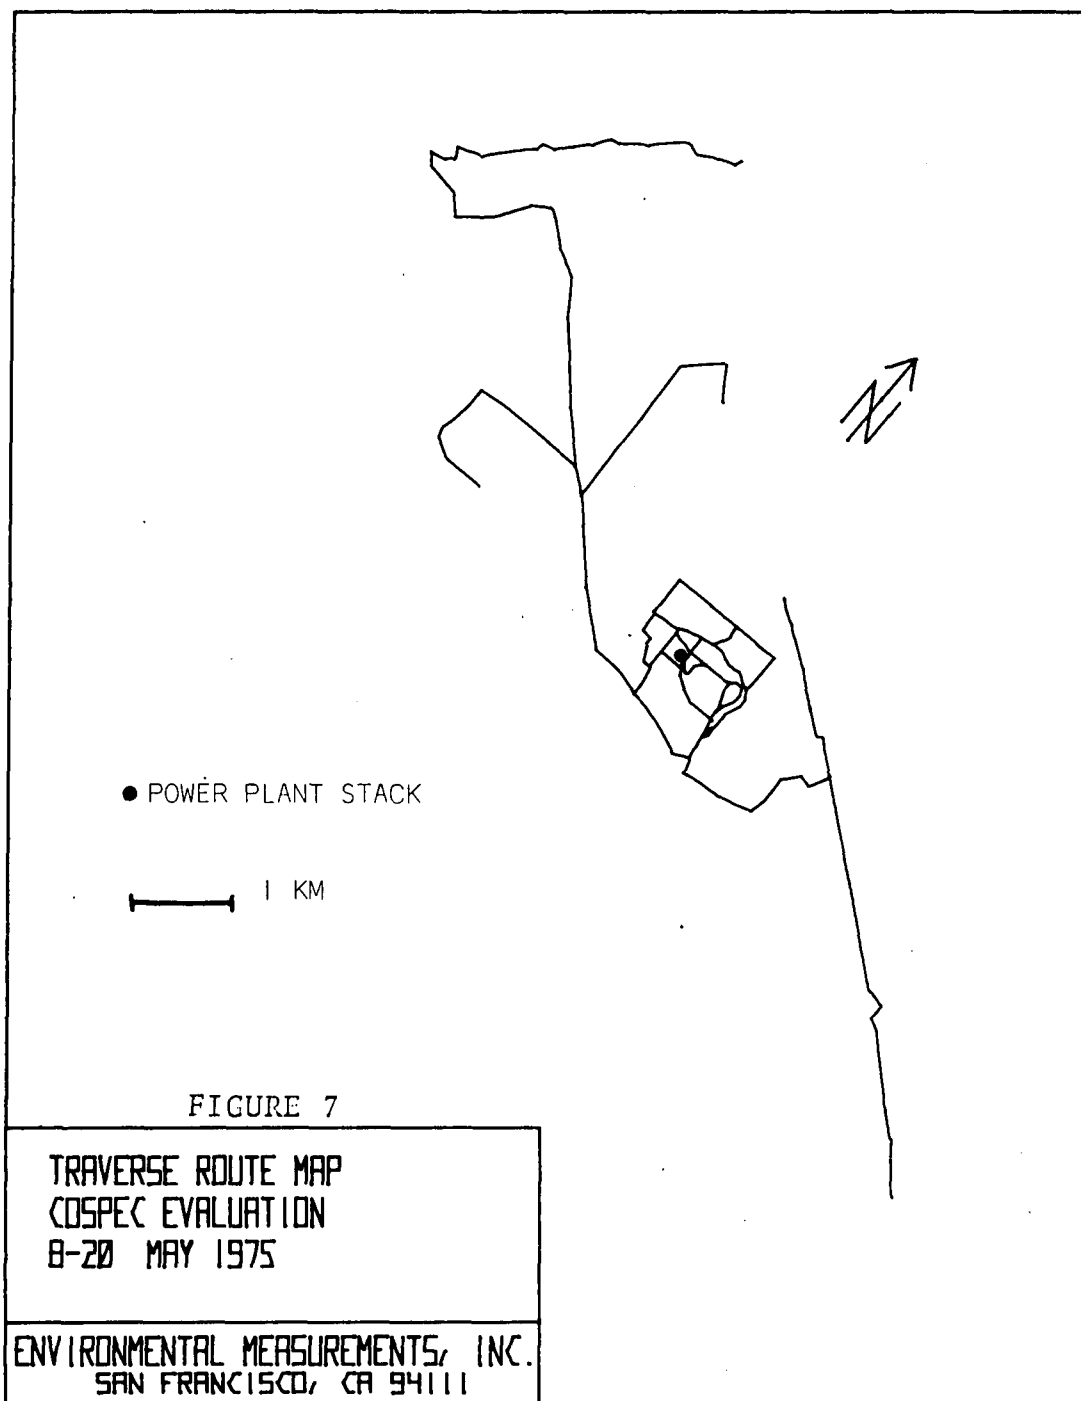 N
POWER PLANT STACK
1 KM
FIGURE 7
TRAVERSE ROUTE MAP
COSPEC EVALUATION
8-20 MAY 1975
ENVIRONMENTAL MEASUREMENTS, INC.
SAN FRANCISCO, CA 94111